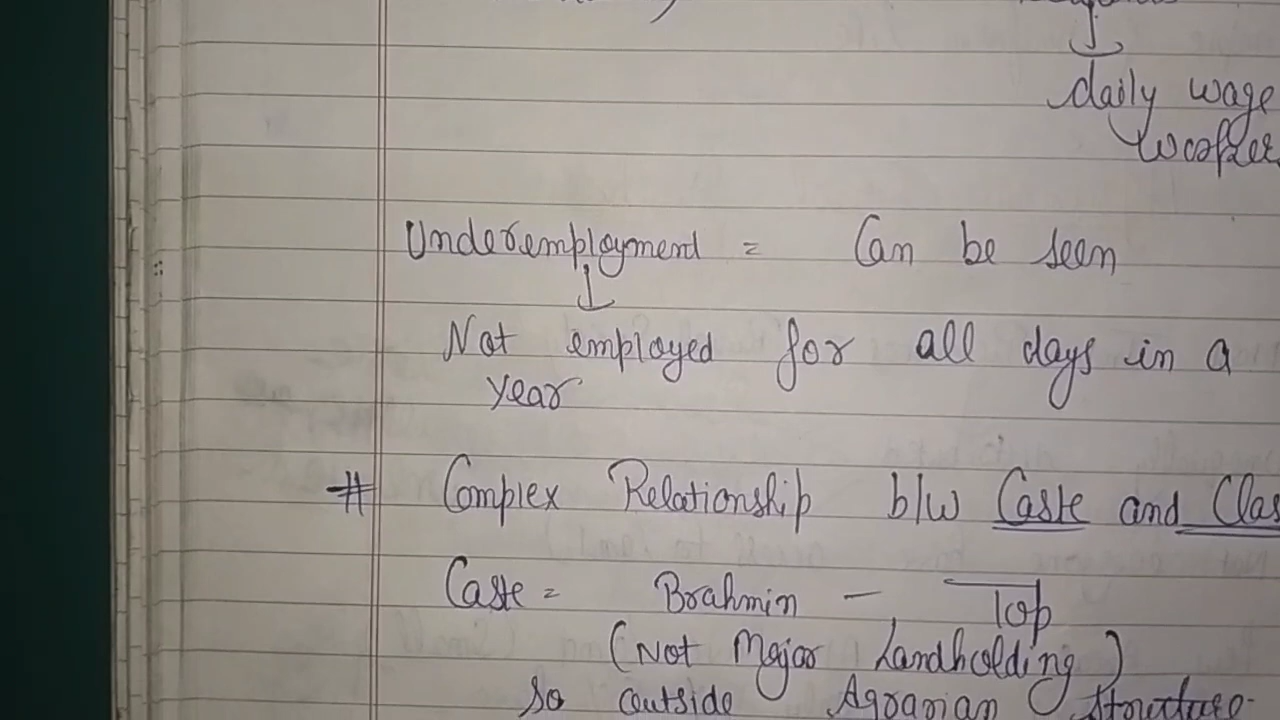 daily wage
Worker
Underemployment = Can be seen
Not employed for all days in a
year
# Complex Relationship b/w Caste and Clas
Caste = Brahmin - Top
(Not Major Landholding)
So outside Agrarian Structure.